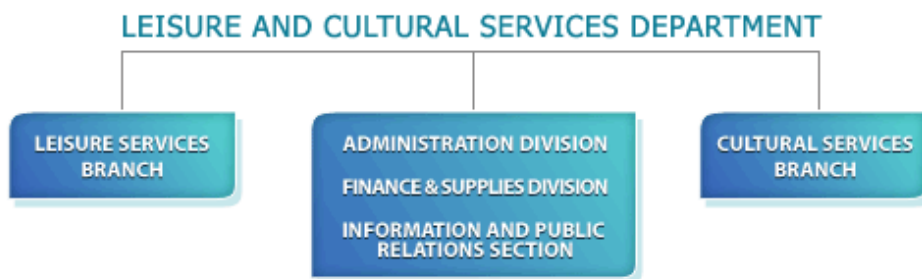 LEISURE AND CULTURAL SERVICES DEPARTMENT
LEISURE SERVICES
BRANCH
ADMINISTRATION DIVISION
FINANCE & SUPPLIES DIVISION
INFORMATION AND PUBLIC
RELATIONS SECTION
CULTURAL SERVICES
BRANCH